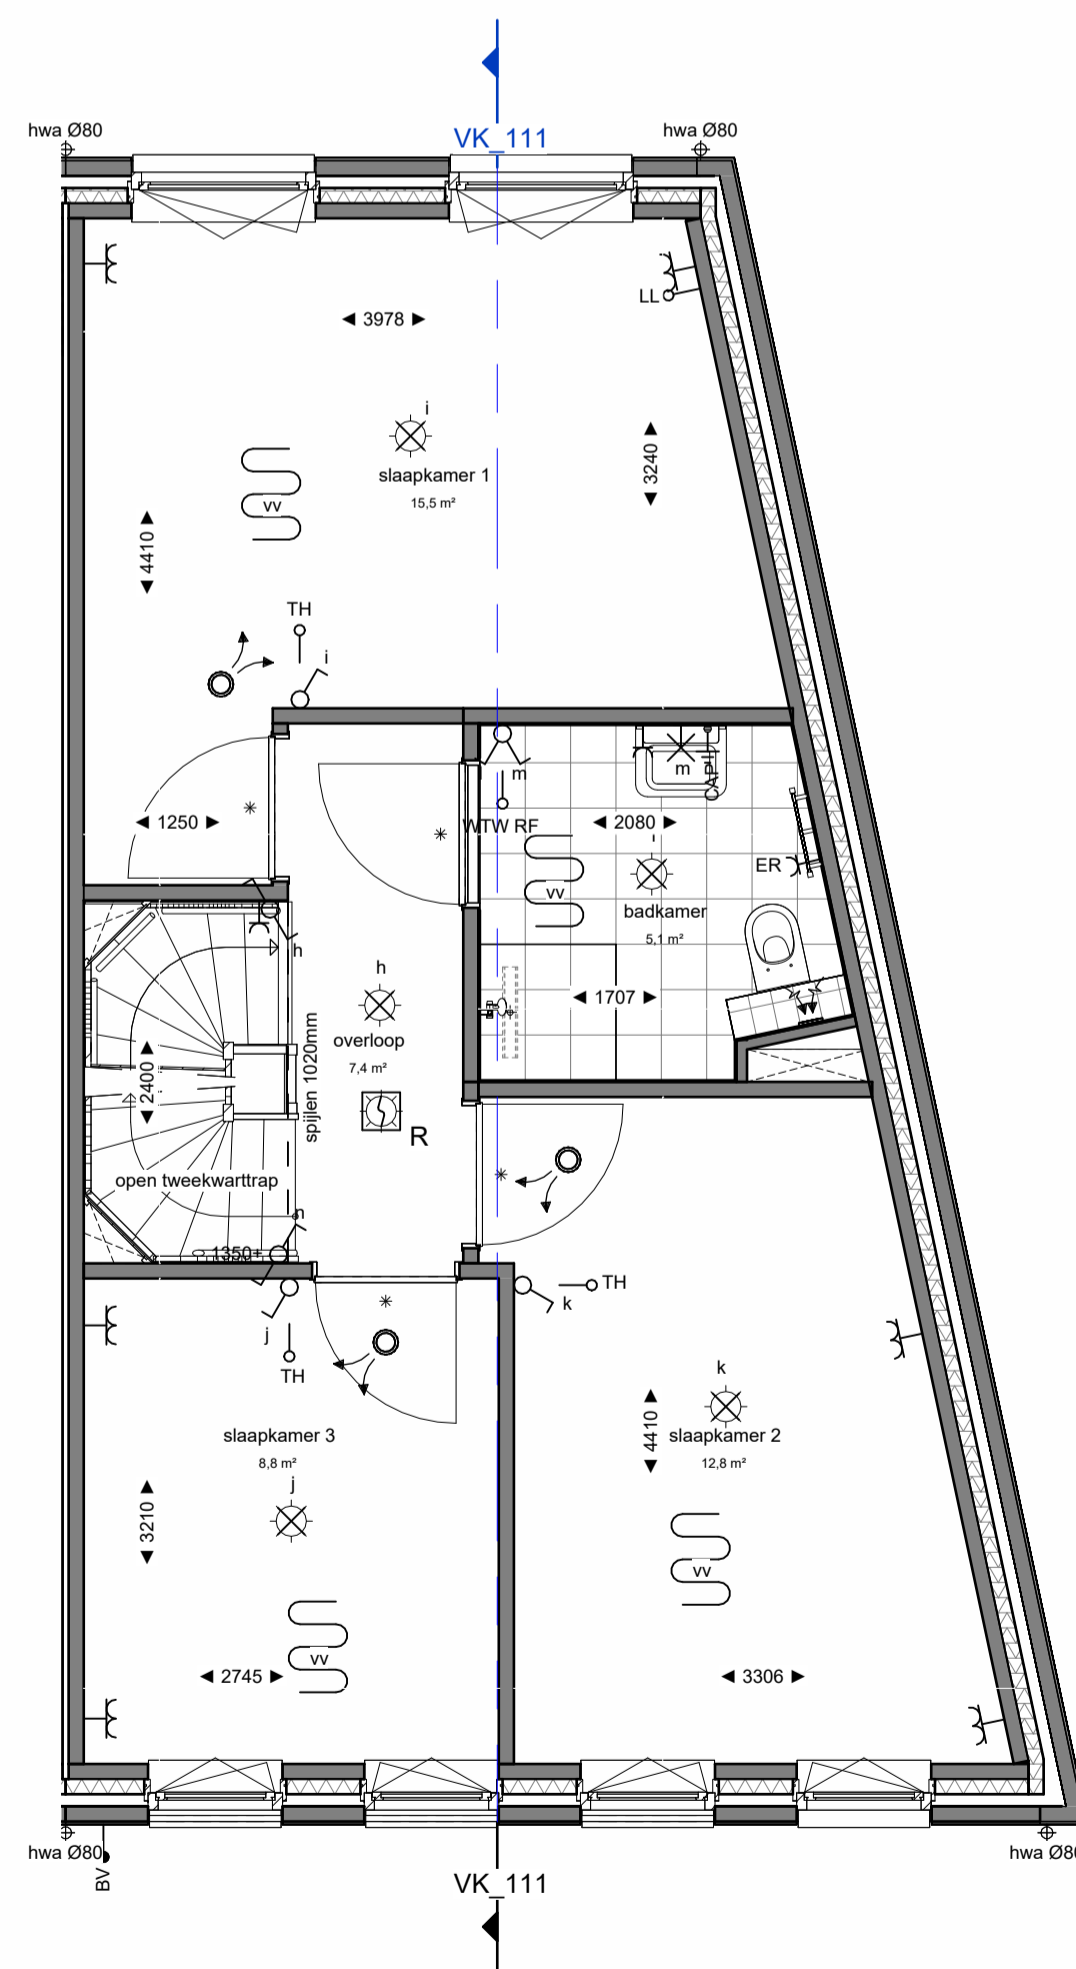 hwa Ø80
VK_111
hwa Ø80
LL
◄ 3978 ►
i
slaapkamer 1
15,5 m²
◄ 3240 ►
vv
◄ 4410 ►
TH
i
m
m
CAPLI
◄ 1250 ►
WTW RF
◄ 2080 ►
ER
vv
badkamer
5,1 m²
h
h
◄ 1707 ►
overloop
7,4 m²
spijlen 1020mm
◄ 2400 ►
R
open tweekwarttrap
1350+
TH
k
j
TH
k
slaapkamer 3
8,8 m²
j
◄ 4410 ►
slaapkamer 2
12,8 m²
◄ 3210 ►
vv
vv
◄ 2745 ►
◄ 3306 ►
hwa Ø80
BV
VK_111
hwa Ø80